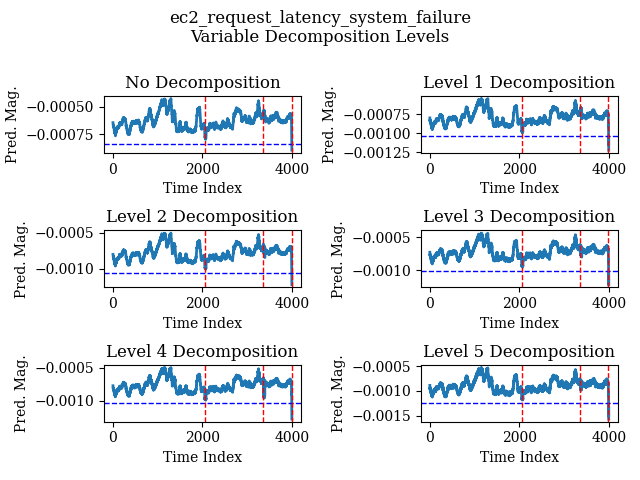 ec2_request_latency_system_failure
Variable Decomposition Levels
No Decomposition
Pred. Mag.
−0.00050
−0.00075
0
2000
4000
Time Index
Level 1 Decomposition
Pred. Mag.
−0.00075
−0.00100
−0.00125
0
2000
4000
Time Index
Level 2 Decomposition
Pred. Mag.
−0.0005
−0.0010
0
2000
4000
Time Index
Level 3 Decomposition
Pred. Mag.
−0.0005
−0.0010
0
2000
4000
Time Index
Level 4 Decomposition
Pred. Mag.
−0.0005
−0.0010
0
2000
4000
Time Index
Level 5 Decomposition
Pred. Mag.
−0.0005
−0.0010
−0.0015
0
2000
4000
Time Index